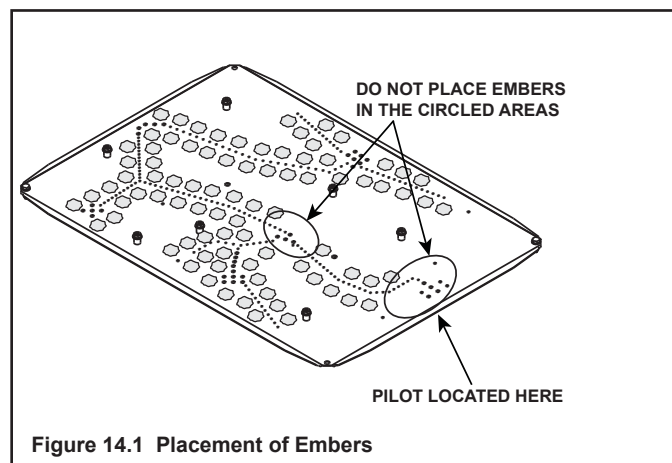 DO NOT PLACE EMBERS
IN THE CIRCLED AREAS
PILOT LOCATED HERE
Figure 14.1 Placement of Embers